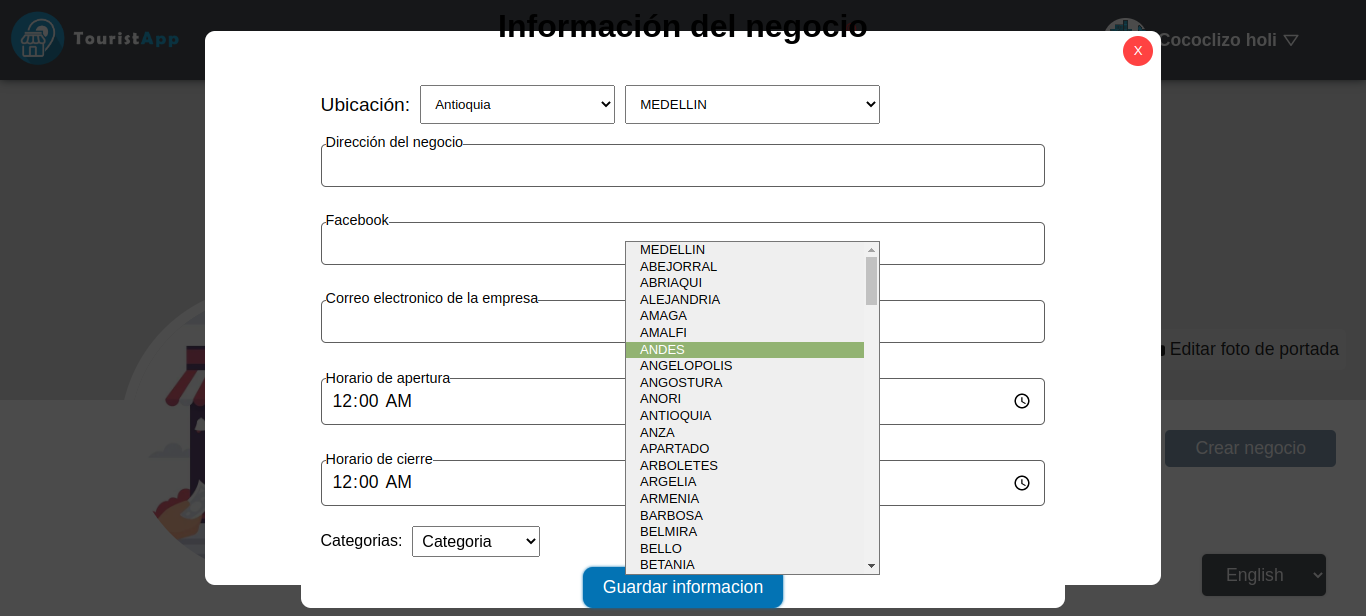 Información del negocio
TouristApp
Cococlizo holi ▽
X
Ubicación: Antioquia MEDELLIN
Dirección del negocio
Facebook
Correo electronico de la empresa
Horario de apertura
12:00 AM
Horario de cierre
12:00 AM
Categorias: Categoria
MEDELLIN
ABEJORRAL
ABRIAQUI
ALEJANDRIA
AMAGA
AMALFI
ANDES
ANGELOPOLIS
ANGOSTURA
ANORI
ANTIOQUIA
ANZA
APARTADO
ARBOLETES
ARGELIA
ARMENIA
BARBOSA
BELMIRA
BELLO
BETANIA
Guardar informacion
Editar foto de portada
Crear negocio
English